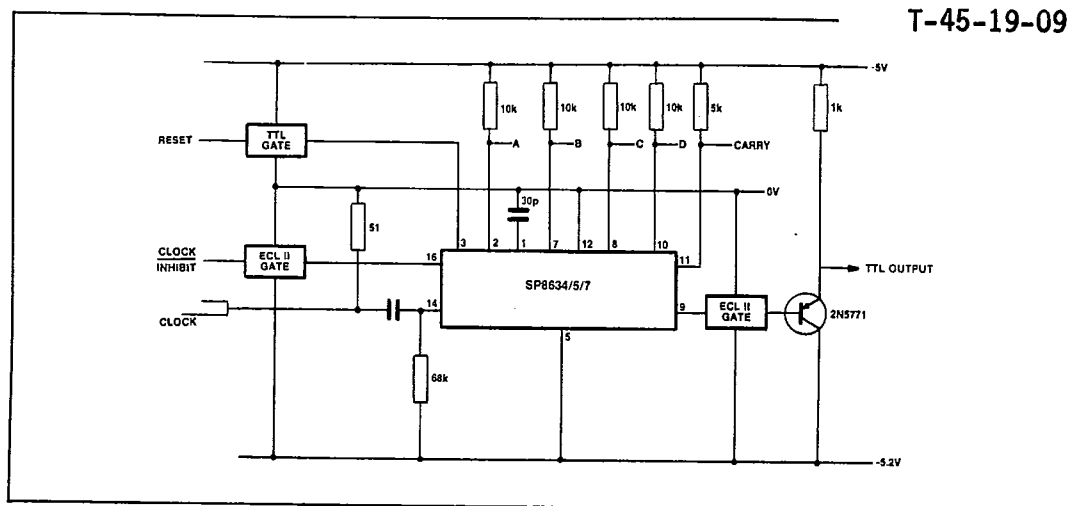 T-45-19-09
-5V
10k
10k
10k
10k
5k
1k
RESET
TTL
GATE
A
B
C
D
CARRY
0V
30p
51
3
2
1
7
12
8
10
CLOCK
INHIBIT
ECL II
GATE
16
11
SP8634/5/7
TTL OUTPUT
CLOCK
14
9
ECL II
GATE
2N5771
5
68k
-5.2V